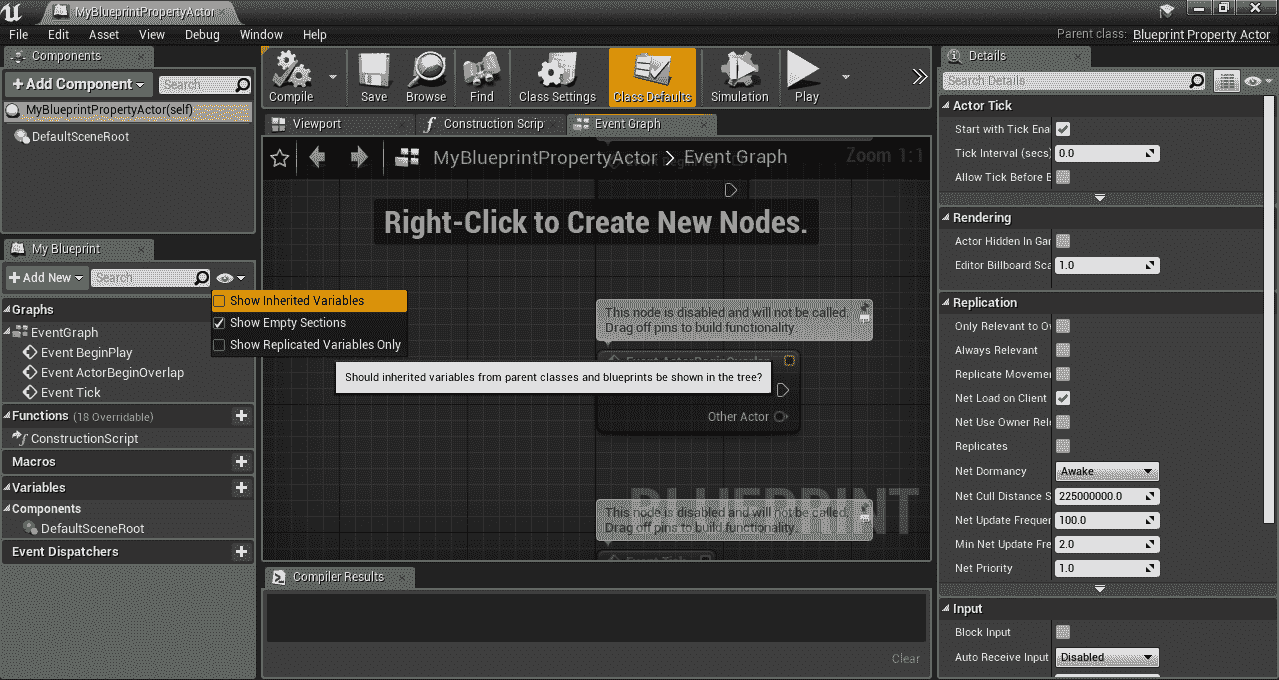 MyBlueprintPropertyActor
File Edit Asset View Debug Window Help
Parent class: Blueprint Property Actor
Components
+Add Component
Search
MyBlueprintPropertyActor(self)
DefaultSceneRoot
My Blueprint
+Add New
Search
Graphs
EventGraph
Event BeginPlay
Event ActorBeginOverlap
Event Tick
Functions (18 Overridable)
ConstructionScript
Macros
Variables
Components
DefaultSceneRoot
Event Dispatchers
Show Inherited Variables
Show Empty Sections
Show Replicated Variables Only
Should inherited variables from parent classes and blueprints be shown in the tree?
Compile Save Browse Find Class Settings Class Defaults Simulation Play
Viewport
Construction Scrip
Event Graph
MyBlueprintPropertyActor > Event Graph
Zoom 1:1
Right-Click to Create New Nodes.
This node is disabled and will not be called.
Drag off pins to build functionality
Event ActorBeginOverlap
Other Actor
BLUEPRINT
This node is disabled and will not be called.
Drag off pins to build functionality.
Event Tick
Compiler Results
Clear
Details
Search Details
Actor Tick
Start with Tick Ena
Tick Interval (secs) 0.0
Allow Tick Before B
Rendering
Actor Hidden In Gar
Editor Billboard Sca 1.0
Replication
Only Relevant to Ov
Always Relevant
Replicate Movemer
Net Load on Client
Net Use Owner Rele
Replicates
Net Dormancy Awake
Net Cull Distance S 225000000.0
Net Update Frequer 100.0
Min Net Update Fre 2.0
Net Priority 1.0
Input
Block Input
Auto Receive Input Disabled